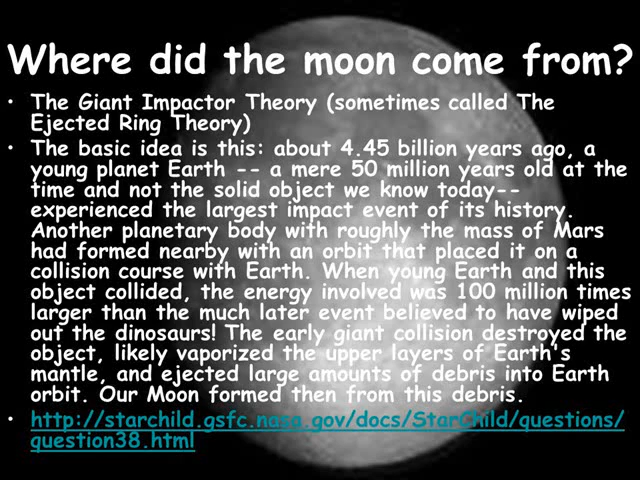 Where did the moon come from?
• The Giant Impactor Theory (sometimes called The
Ejected Ring Theory)
• The basic idea is this: about 4.45 billion years ago, a
young planet Earth -- a mere 50 million years old at the
time and not the solid object we know today--
experienced the largest impact event of its history.
Another planetary body with roughly the mass of Mars
had formed nearby with an orbit that placed it on a
collision course with Earth. When young Earth and this
object collided, the energy involved was 100 million times
larger than the much later event believed to have wiped
out the dinosaurs! The early giant collision destroyed the
object, likely vaporized the upper layers of Earth's
mantle, and ejected large amounts of debris into Earth
orbit. Our Moon formed then from this debris.
• http://starchild.gsfc.nasa.gov/docs/StarChild/questions/
question38.html